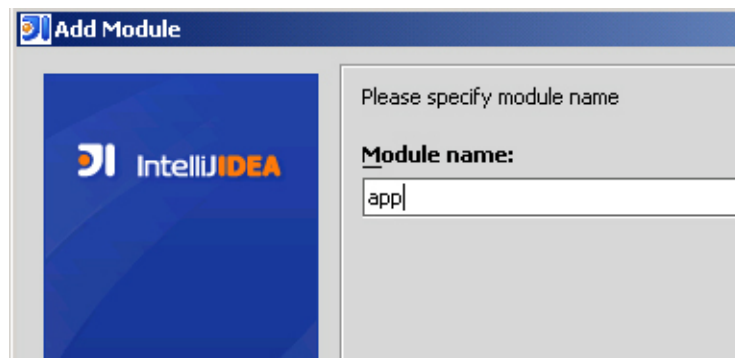 Add Module
Please specify module name
IntelliJIDEA
Module name:
app